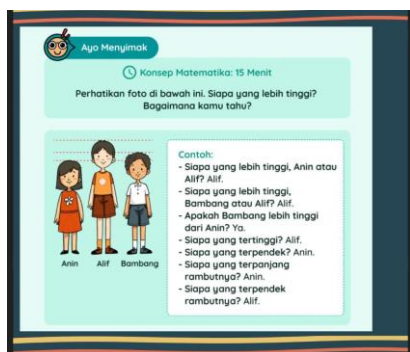 Ayo Menyimak
Konsep Matematika: 15 Menit
Perhatikan foto di bawah ini. Siapa yang lebih tinggi?
Bagaimana kamu tahu?
Contoh:
- Siapa yang lebih tinggi, Anin atau
Alif? Alif.
- Siapa yang lebih tinggi,
Bambang atau Alif? Alif.
- Apakah Bambang lebih tinggi
dari Anin? Ya.
- Siapa yang tertinggi? Alif.
- Siapa yang terpendek? Anin.
- Siapa yang terpanjang
rambutnya? Anin.
- Siapa yang terpendek
rambutnya? Alif.
Anin Alif Bambang